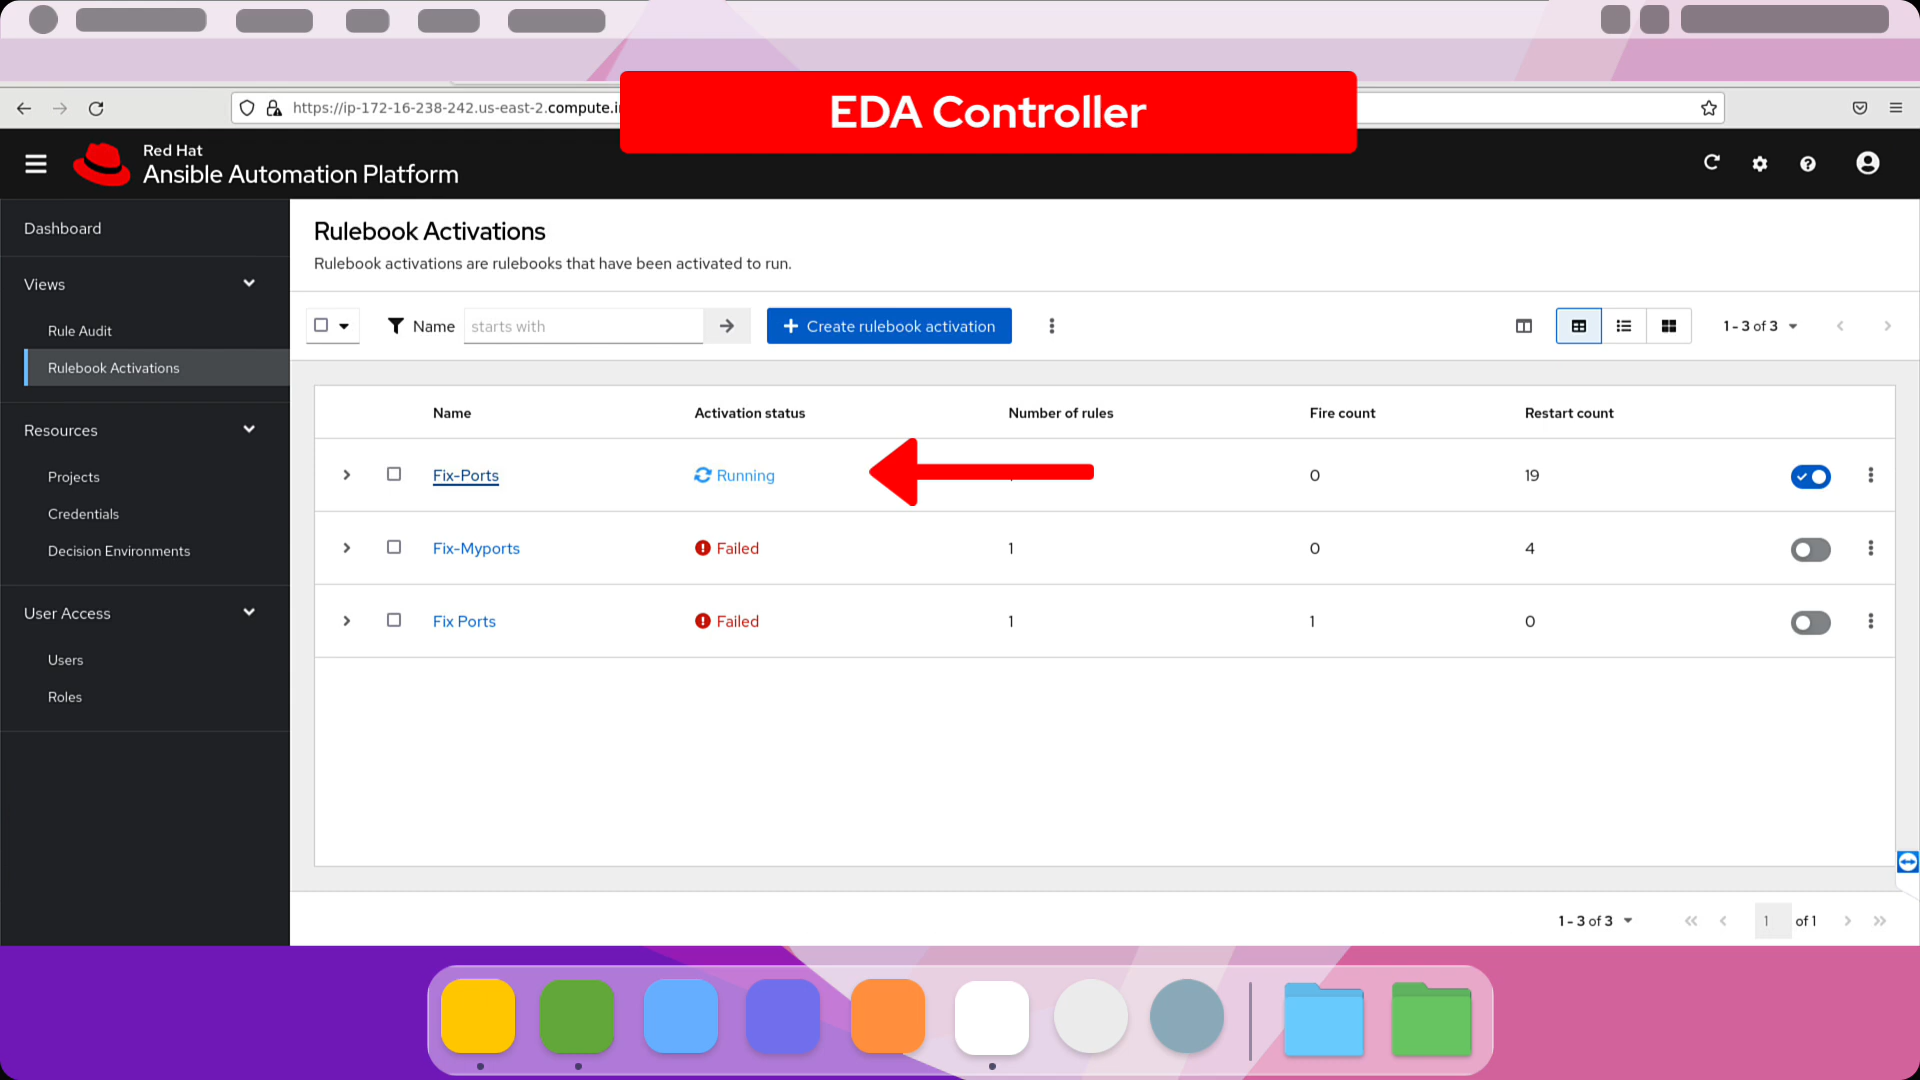 EDA Controller
https://ip-172-16-238-242.us-east-2.compute.i
Red Hat
Ansible Automation Platform
Dashboard
Views
Rule Audit
Rulebook Activations
Resources
Projects
Credentials
Decision Environments
User Access
Users
Roles
Rulebook Activations
Rulebook activations are rulebooks that have been activated to run.
Name starts with Create rulebook activation 1 - 3 of 3
Name Activation status Number of rules Fire count Restart count
Fix-Ports Running 0 19
Fix-Myports Failed 1 0 4
Fix Ports Failed 1 1 0
1 - 3 of 3 1 of 1